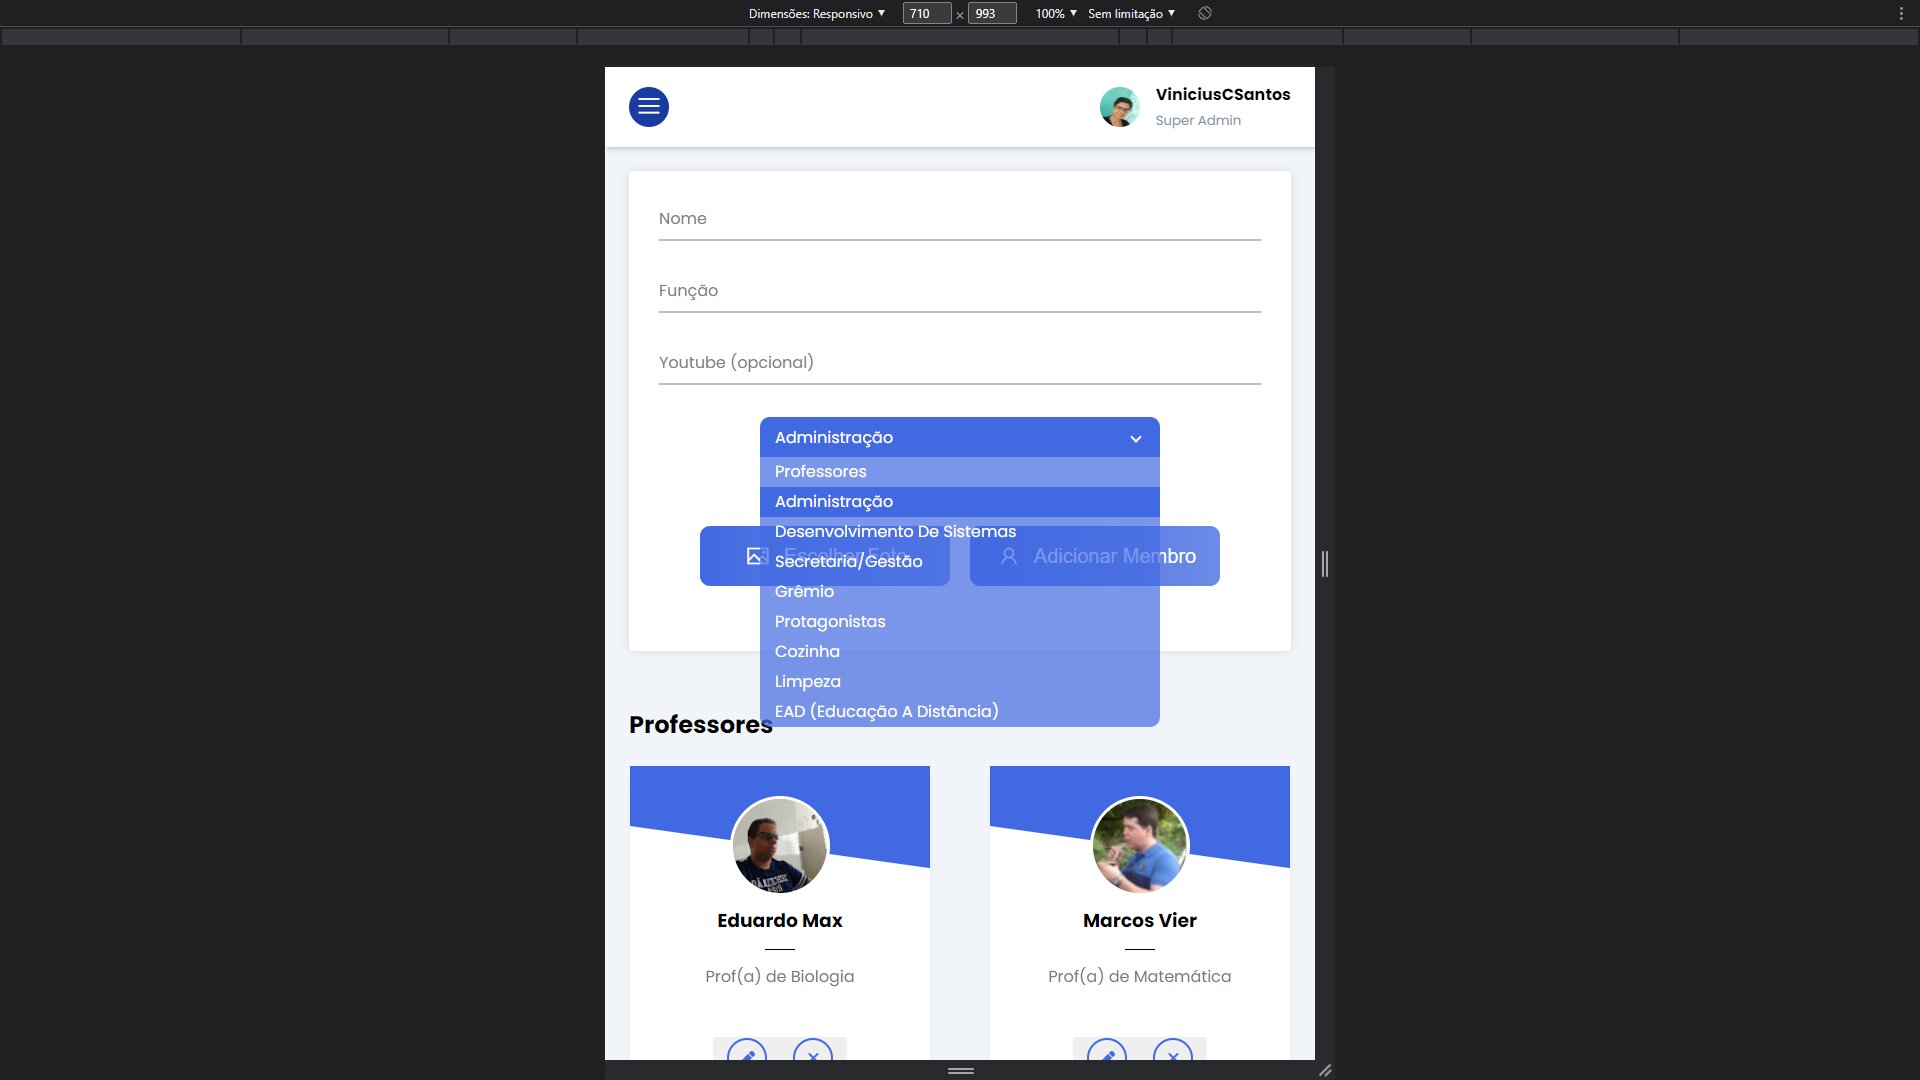 Dimensões: Responsivo ▼ 710 × 993 100% ▼ Sem limitação ▼
ViniciusCSantos
Super Admin
Nome
Função
Youtube (opcional)
Administração
Professores
Administração
Desenvolvimento De Sistemas
Escolher Foto
Adicionar Membro
Secretaria/Gestão
Grêmio
Protagonistas
Cozinha
Limpeza
EAD (Educação A Distância)
Professores
Eduardo Max
Prof(a) de Biologia
Marcos Vier
Prof(a) de Matemática